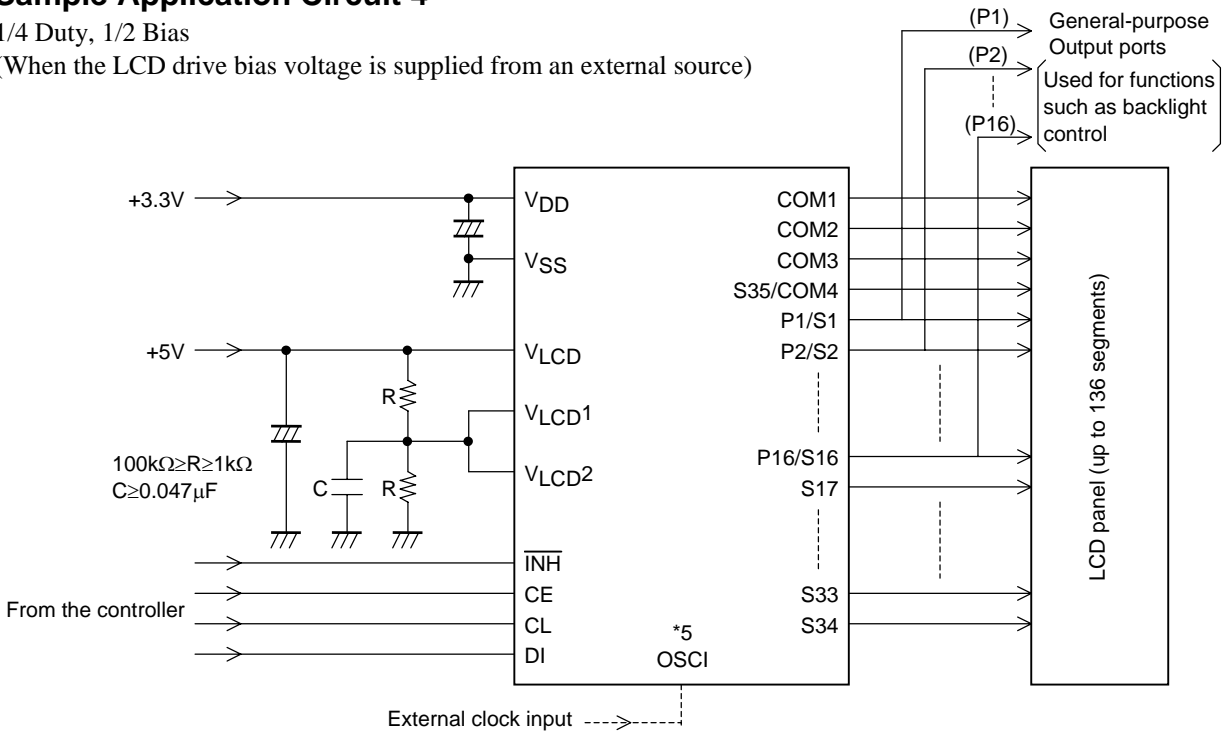 Sample Application Circuit 4
1/4 Duty, 1/2 Bias
(When the LCD drive bias voltage is supplied from an external source)
(P1)
General-purpose
Output ports
(P2)
Used for functions
such as backlight
control
(P16)
+3.3V
VDD
VSS
+5V
VLCD
R
VLCD1
VLCD2
100kΩ≥R≥1kΩ
C≥0.047μF
C
R
INH
CE
CL
DI
From the controller
*5
OSCI
External clock input
COM1
COM2
COM3
S35/COM4
P1/S1
P2/S2
P16/S16
S17
S33
S34
LCD panel (up to 136 segments)